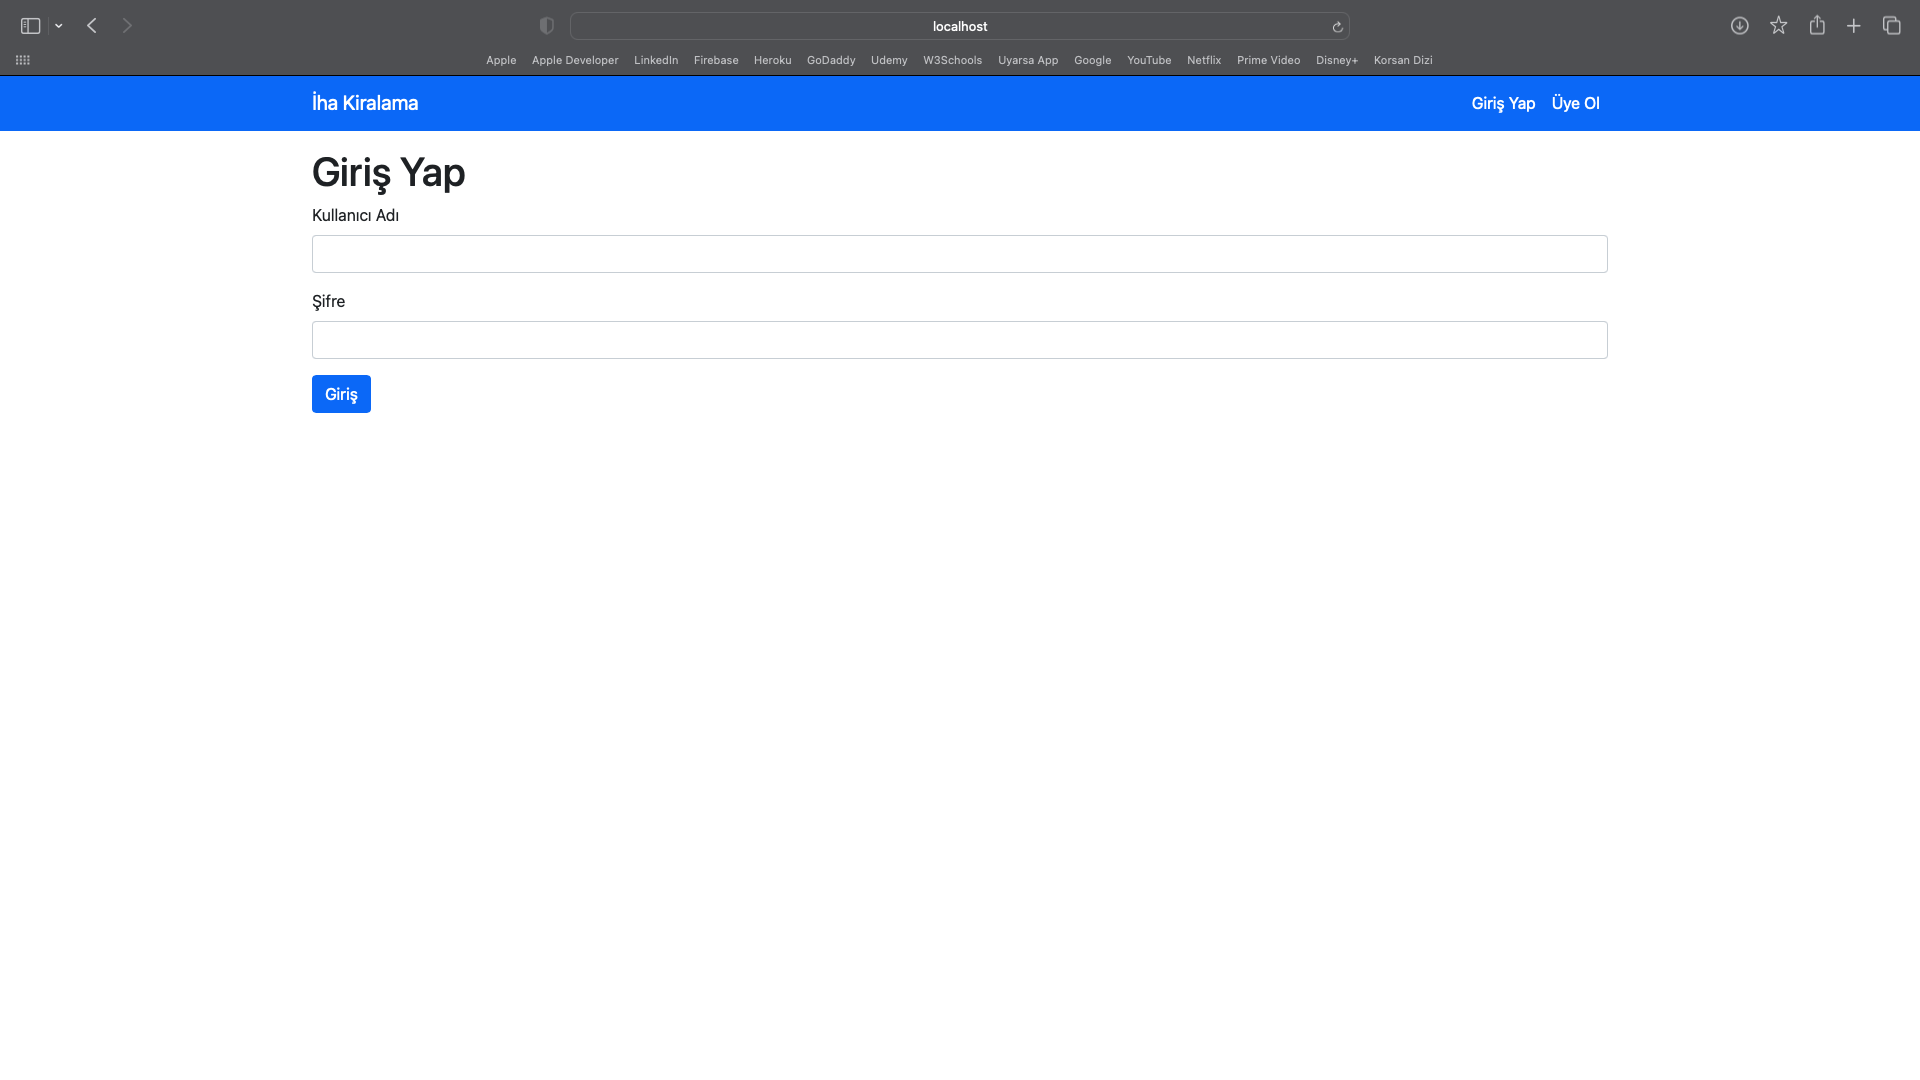 localhost
Apple Apple Developer LinkedIn Firebase Heroku GoDaddy Udemy W3Schools Uyarsa App Google YouTube Netflix Prime Video Disney+ Korsan Dizi
İha Kiralama Giriş Yap Üye Ol
Giriş Yap
Kullanıcı Adı
Şifre
Giriş